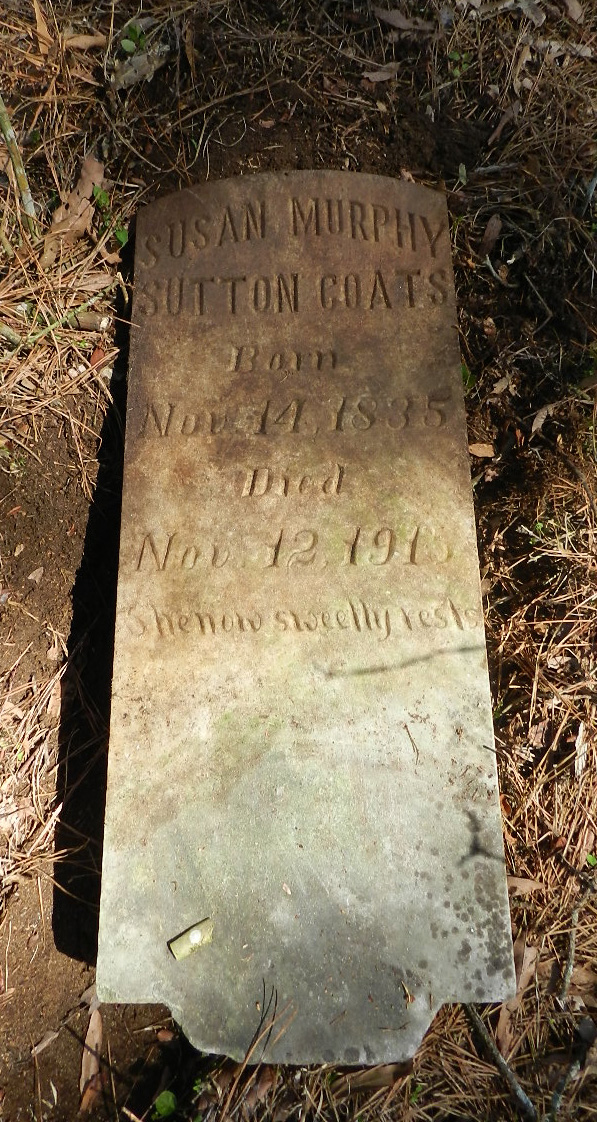 SUSAN MURPHY
SUTTON COATS
Born
Nov. 14, 1835
Died
Nov. 12, 1915
She now sweetly rests